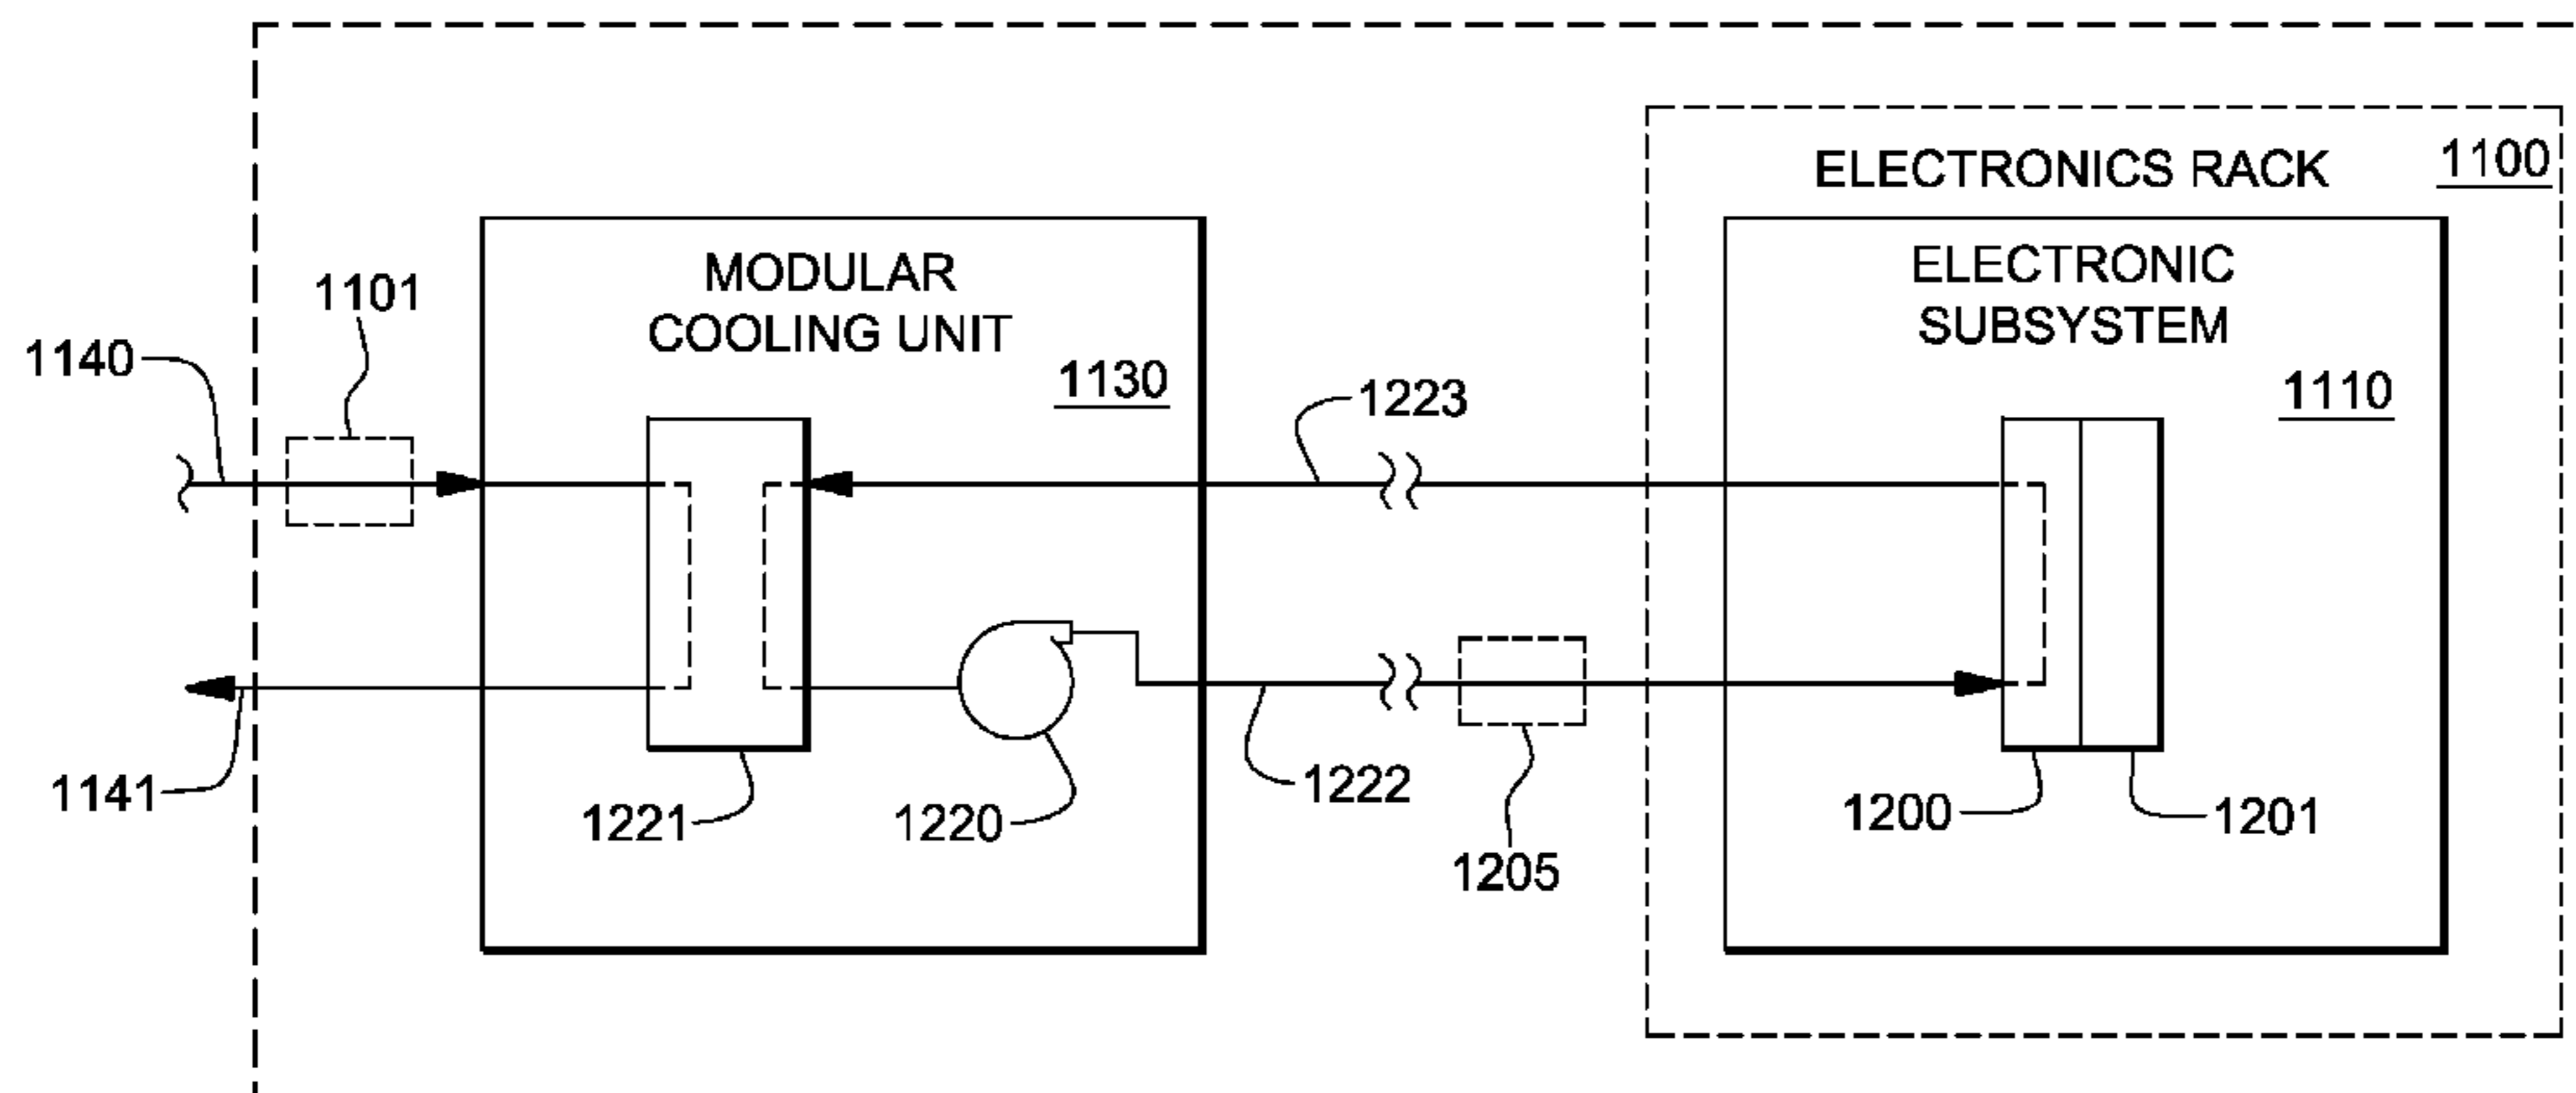 ELECTRONICS RACK
1100
MODULAR
COOLING UNIT
1130
ELECTRONIC
SUBSYSTEM
1110
1101
1140
1223
1141
1221
1220
1222
1205
1200
1201